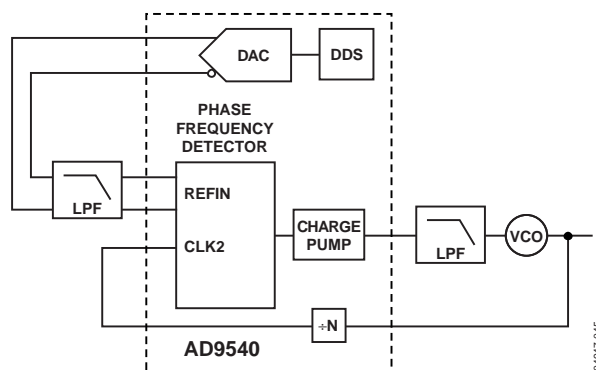 DAC
DDS
PHASE
FREQUENCY
DETECTOR
REFIN
LPF
CLK2
CHARGE
PUMP
LPF
VCO
÷N
AD9540